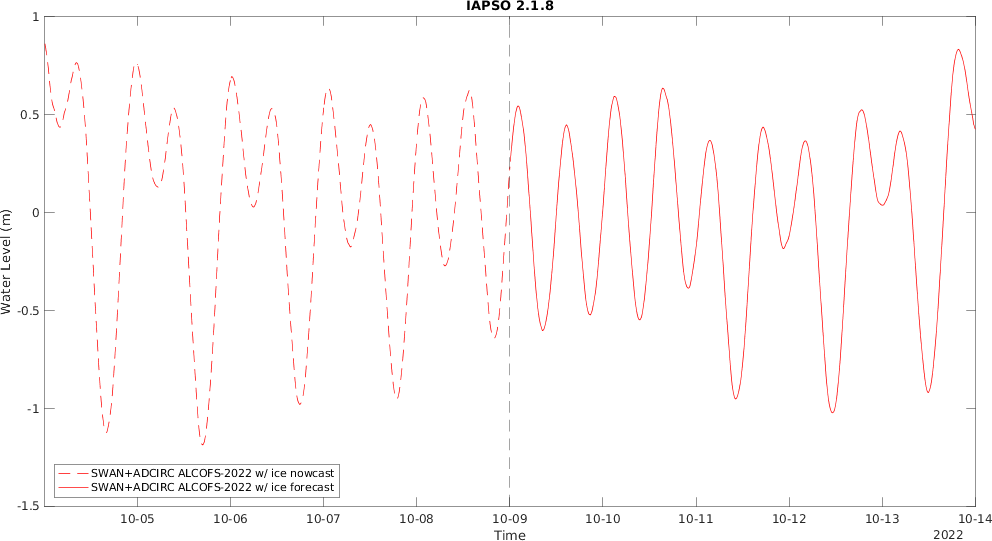 IAPSO 2.1.8
Water Level (m)
1
0.5
0
-0.5
-1
-1.5
SWAN+ADCIRC ALCOFS-2022 w/ ice nowcast
SWAN+ADCIRC ALCOFS-2022 w/ ice forecast
10-05 10-06 10-07 10-08 10-09 10-10 10-11 10-12 10-13 10-14
Time
2022